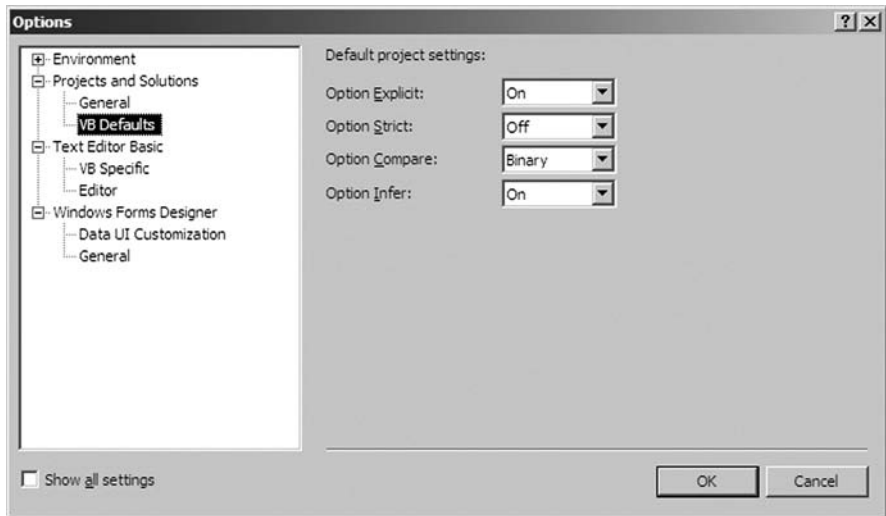 Options
Environment
Projects and Solutions
General
VB Defaults
Text Editor Basic
VB Specific
Editor
Windows Forms Designer
Data UI Customization
General
Default project settings:
Option Explicit: On
Option Strict: Off
Option Compare: Binary
Option Infer: On
Show all settings
OK Cancel